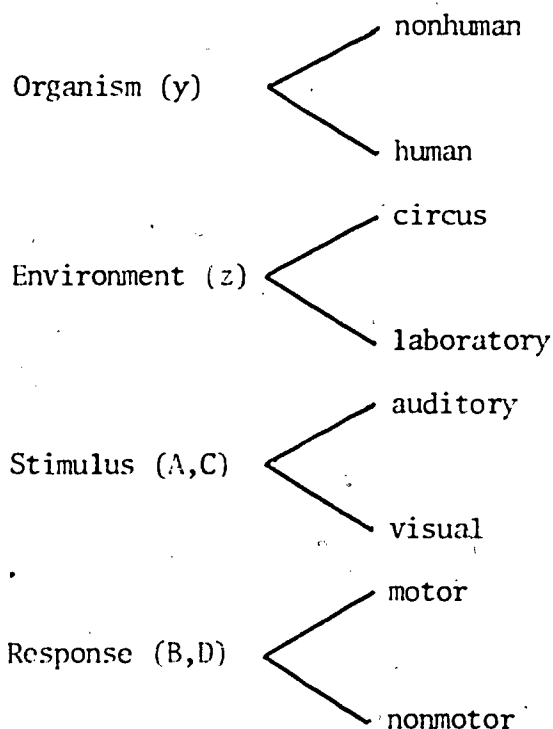 nonhuman
Organism (y)
human
circus
Environment (z)
laboratory
auditory
Stimulus (A,C)
visual
motor
Response (B,D)
nonmotor